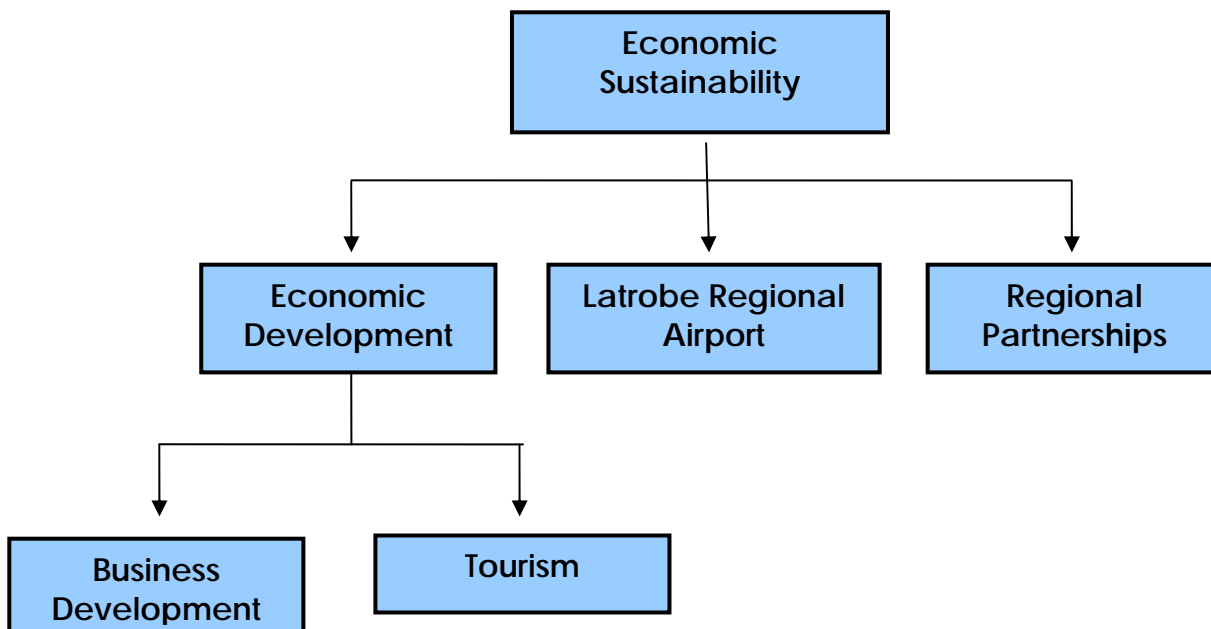 Economic
Sustainability
Economic
Development
Latrobe Regional
Airport
Regional
Partnerships
Business
Development
Tourism